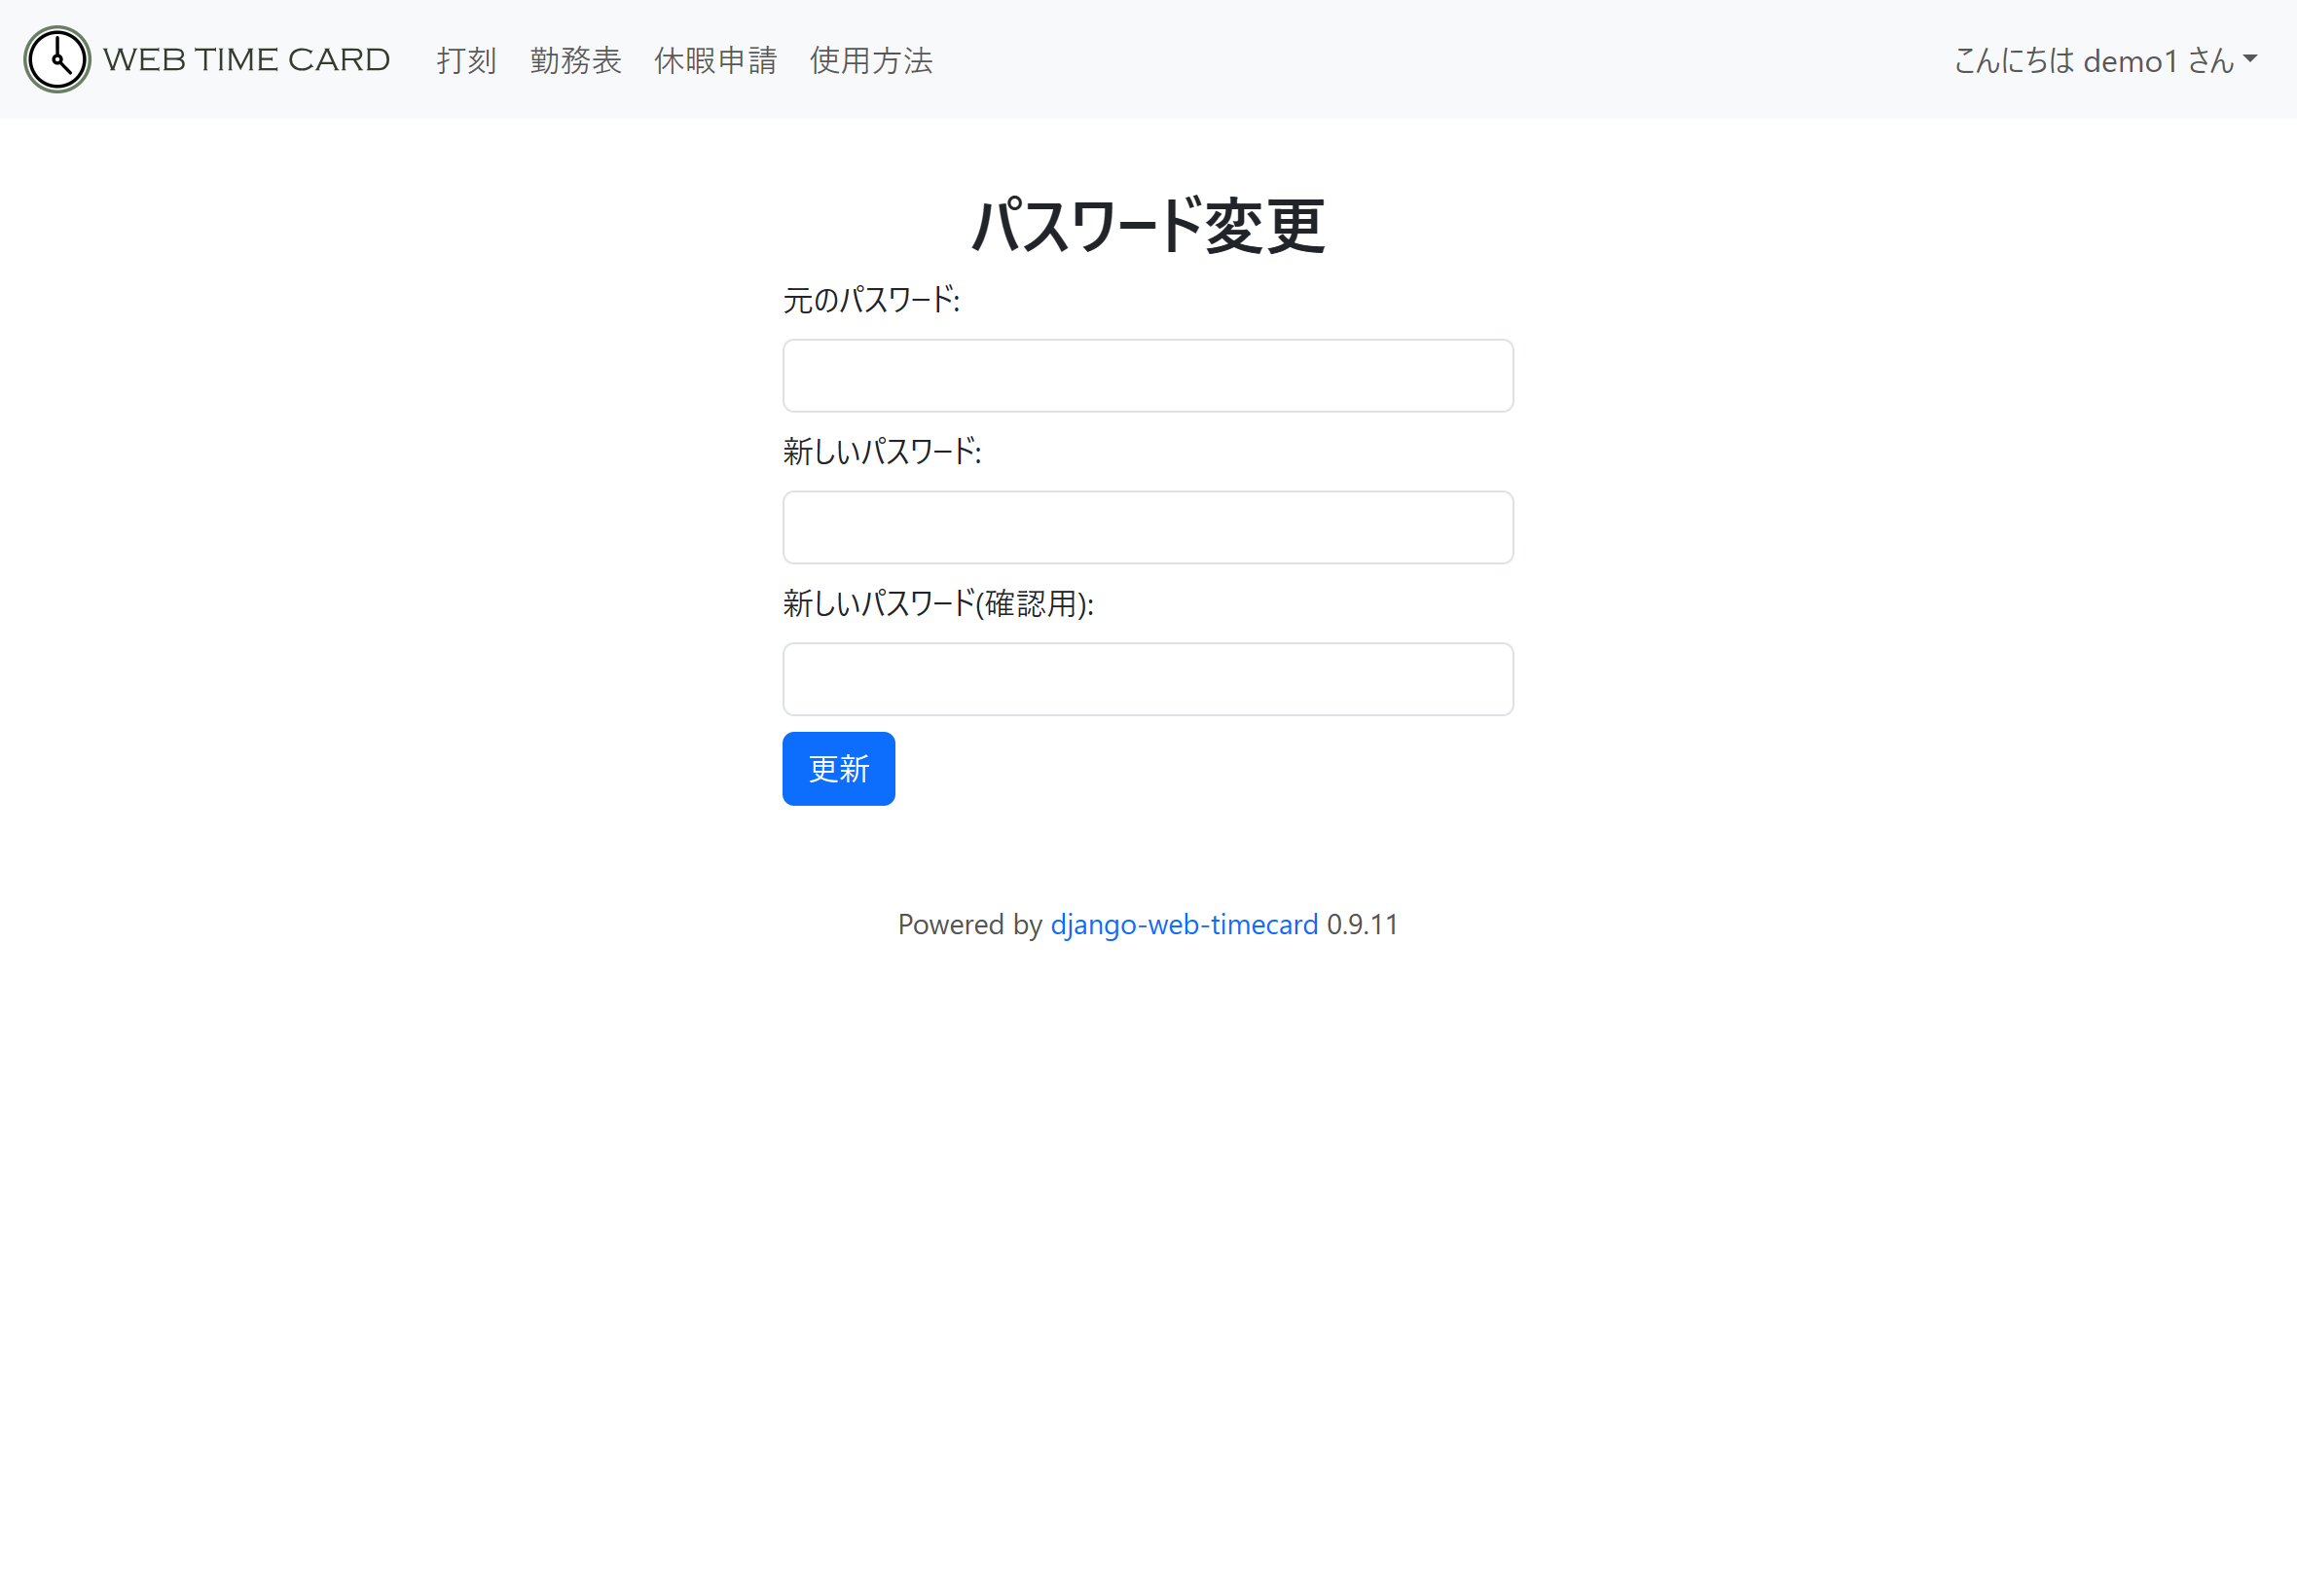 WEB TIME CARD 打刻 勤務表 休暇申請 使用方法 こんにちは demo1 さん
パスワード変更
元のパスワード:
新しいパスワード:
新しいパスワード(確認用):
更新
Powered by django-web-timecard 0.9.11